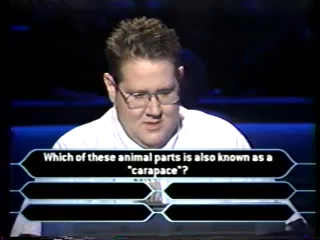 Which of these animal parts is also known as a
"carapace"?